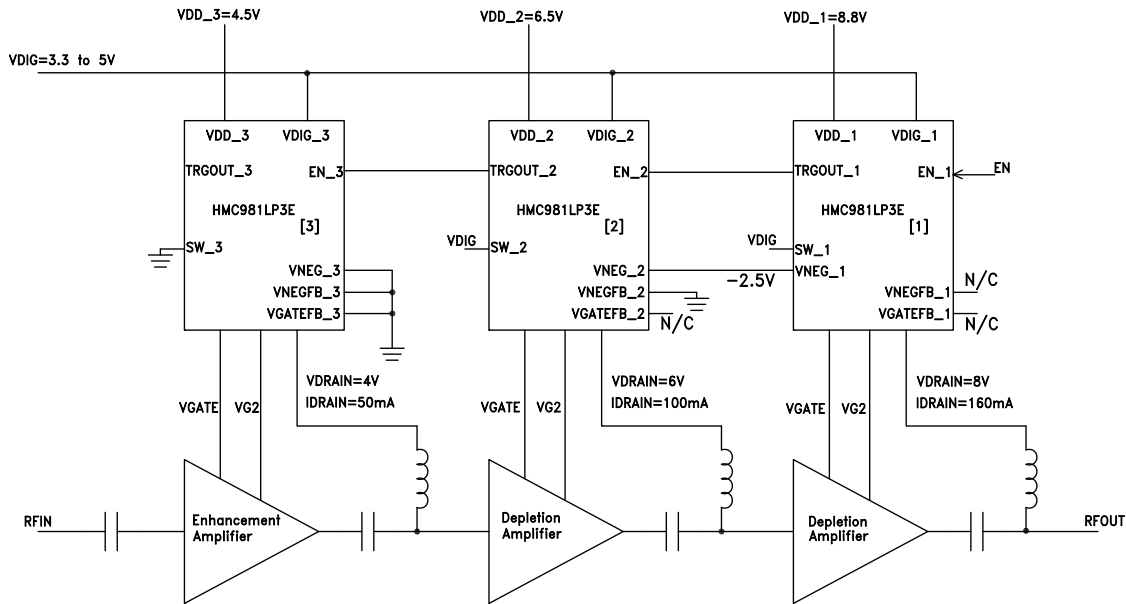 VDD_3=4.5V
VDD_2=6.5V
VDD_1=8.8V
VDIG=3.3 to 5V
VDD_3 VDIG_3
VDD_2 VDIG_2
VDD_1 VDIG_1
TRGOUT_3
EN_3
TRGOUT_2
EN_2
TRGOUT_1
EN_1
EN
HMC981LP3E
[3]
HMC981LP3E
[2]
HMC981LP3E
[1]
SW_3
VDIG
SW_2
VDIG
SW_1
VNEG_3
VNEGFB_3
VGATEFB_3
VNEG_2
VNEGFB_2
VGATEFB_2
N/C
-2.5V
VNEG_1
VNEGFB_1
N/C
VGATEFB_1
N/C
VGATE
VG2
VDRAIN=4V
IDRAIN=50mA
VGATE
VG2
VDRAIN=6V
IDRAIN=100mA
VGATE
VG2
VDRAIN=8V
IDRAIN=160mA
RFIN
Enhancement
Amplifier
Depletion
Amplifier
Depletion
Amplifier
RFOUT